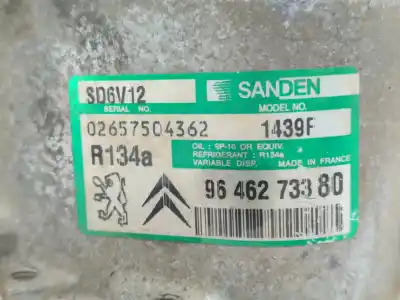 SD6V12 SANDEN
SERIAL NO. MODEL NO.
02657504362 1439F
R134a
OIL : SP-10 OR EQUIV.
REFRIGERANT : R134a
VARIABLE DISP. MADE IN FRANCE
96 462 733 80